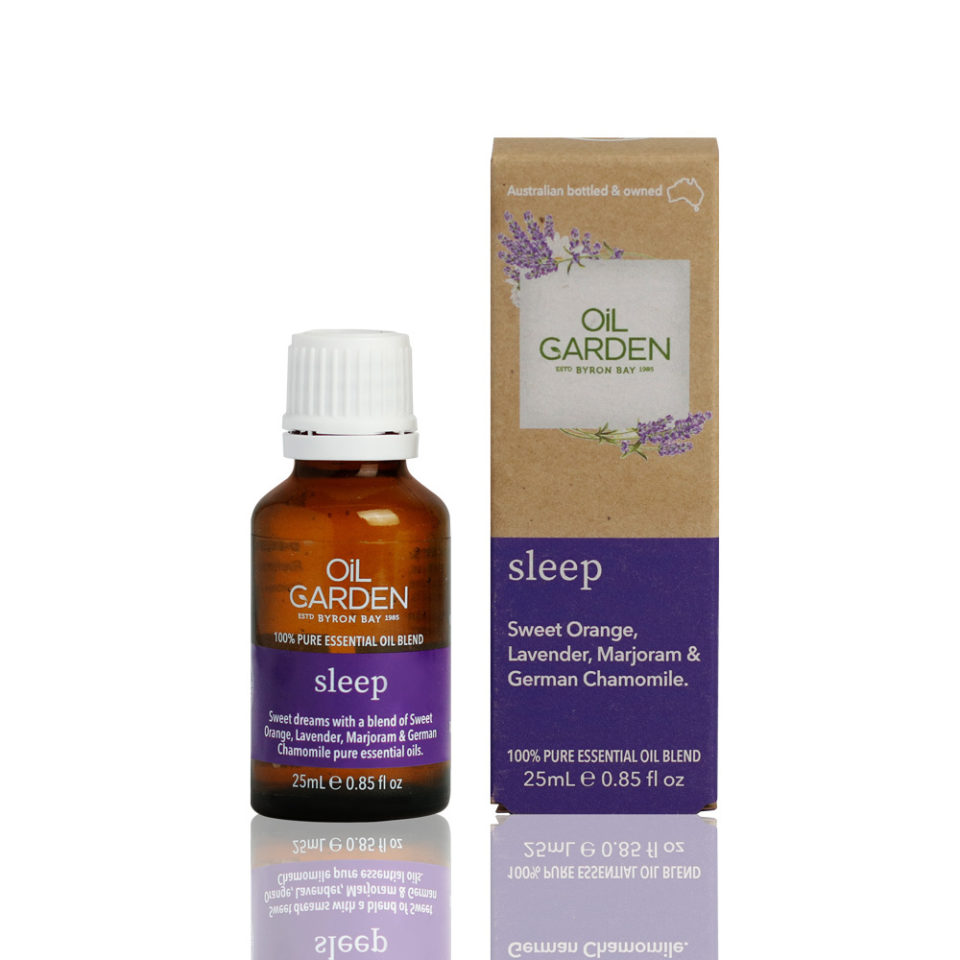 OiL
GARDEN
ESTD BYRON BAY 1985
100% PURE ESSENTIAL OIL BLEND
sleep
Sweet dreams with a blend of Sweet
Orange, Lavender, Marjoram & German
Chamomile pure essential oils.
25mL ℮ 0.85 fl oz
Australian bottled & owned
OiL
GARDEN
ESTD BYRON BAY 1985
sleep
Sweet Orange,
Lavender, Marjoram &
German Chamomile.
100% PURE ESSENTIAL OIL BLEND
25mL ℮ 0.85 fl oz